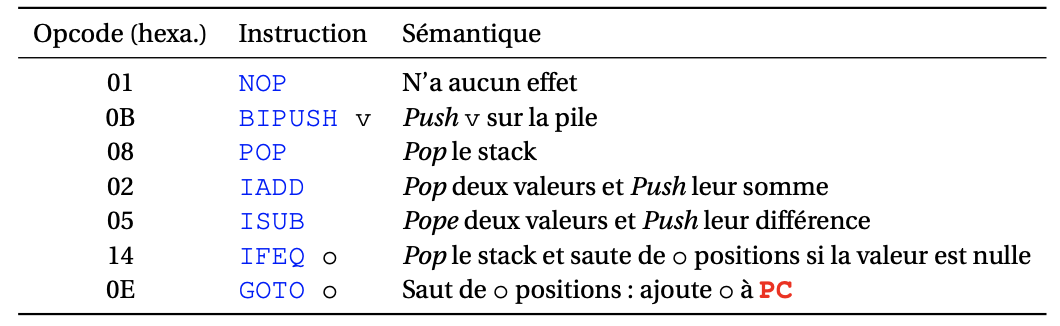 Opcode (hexa.) Instruction Sémantique
01 NOP N'a aucun effet
0B BIPUSH v Push v sur la pile
08 POP Pop le stack
02 IADD Pop deux valeurs et Push leur somme
05 ISUB Pope deux valeurs et Push leur différence
14 IFEQ o Pop le stack et saute de o positions si la valeur est nulle
0E GOTO o Saut de o positions : ajoute o à PC